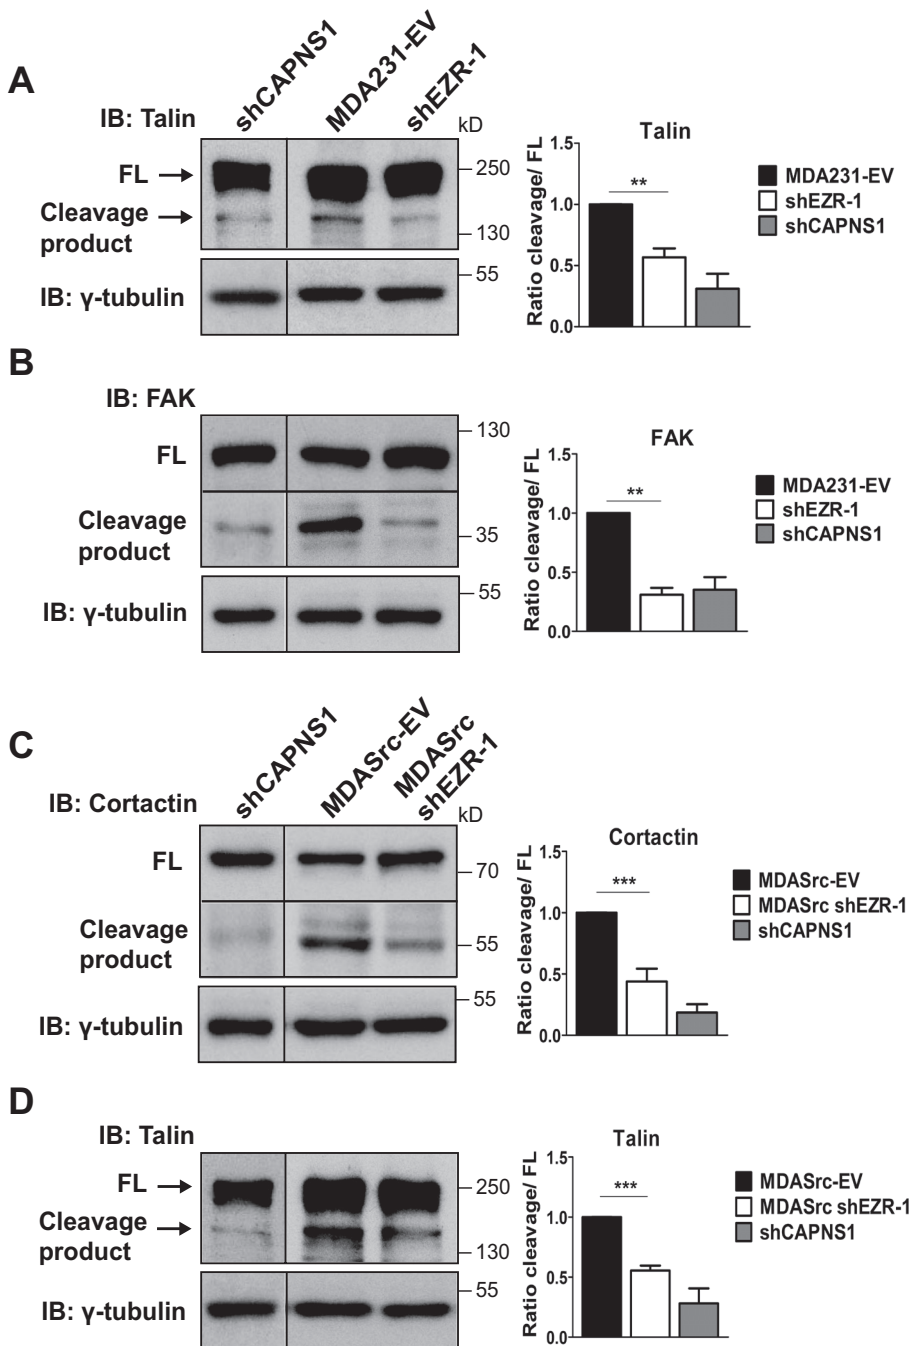 A
shCAPNS1
MDA231-EV
shEZR-1
IB: Talin
kD
FL
Cleavage
product
250
130
IB: γ-tubulin
55
Talin
Ratio cleavage/ FL
1.5
1.0
0.5
0.0
**
MDA231-EV
shEZR-1
shCAPNS1
B
IB: FAK
FL
130
Cleavage
product
35
IB: γ-tubulin
55
FAK
Ratio cleavage/ FL
1.5
1.0
0.5
0.0
**
MDA231-EV
shEZR-1
shCAPNS1
C
shCAPNS1
MDASrc-EV
MDASrc
shEZR-1
IB: Cortactin
kD
FL
70
Cleavage
product
55
IB: γ-tubulin
55
Cortactin
Ratio cleavage/ FL
1.5
1.0
0.5
0.0
***
MDASrc-EV
MDASrc shEZR-1
shCAPNS1
D
IB: Talin
FL
250
Cleavage
product
130
IB: γ-tubulin
55
Talin
Ratio cleavage/ FL
1.5
1.0
0.5
0.0
***
MDASrc-EV
MDASrc shEZR-1
shCAPNS1